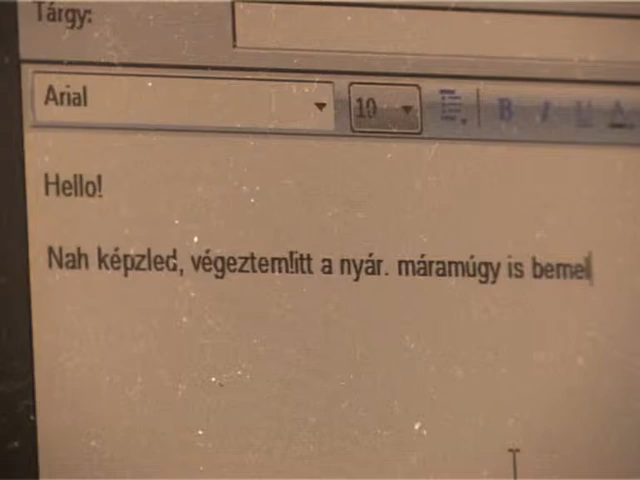 Tárgy:
Arial
10
B I U A
Hello!
Nah képzled, végeztem!itt a nyár. máramúgy is bemel